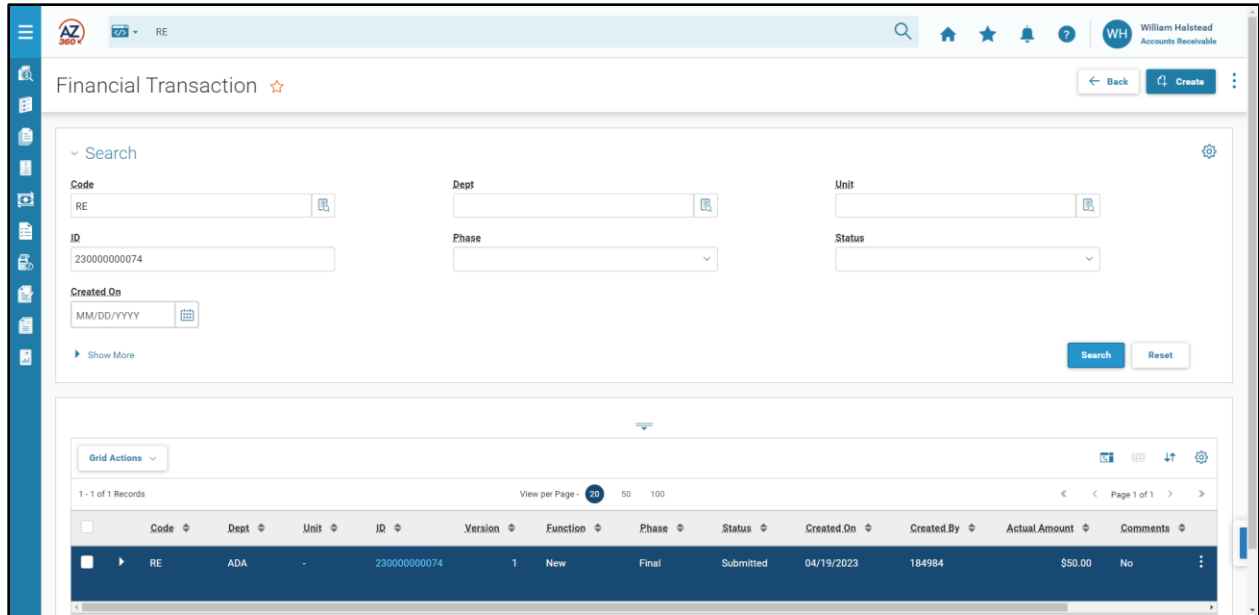 AZ
360
RE
WH
William Halstead
Accounts Receivable
Financial Transaction
Back
Create
Search
Code
Dept
Unit
RE
ID
Phase
Status
230000000074
Created On
MM/DD/YYYY
Show More
Search
Reset
Grid Actions
1 - 1 of 1 Records
View per Page - 20 50 100
Page 1 of 1
Code Dept Unit ID Version Function Phase Status Created On Created By Actual Amount Comments
RE ADA - 230000000074 1 New Final Submitted 04/19/2023 184984 $50.00 No